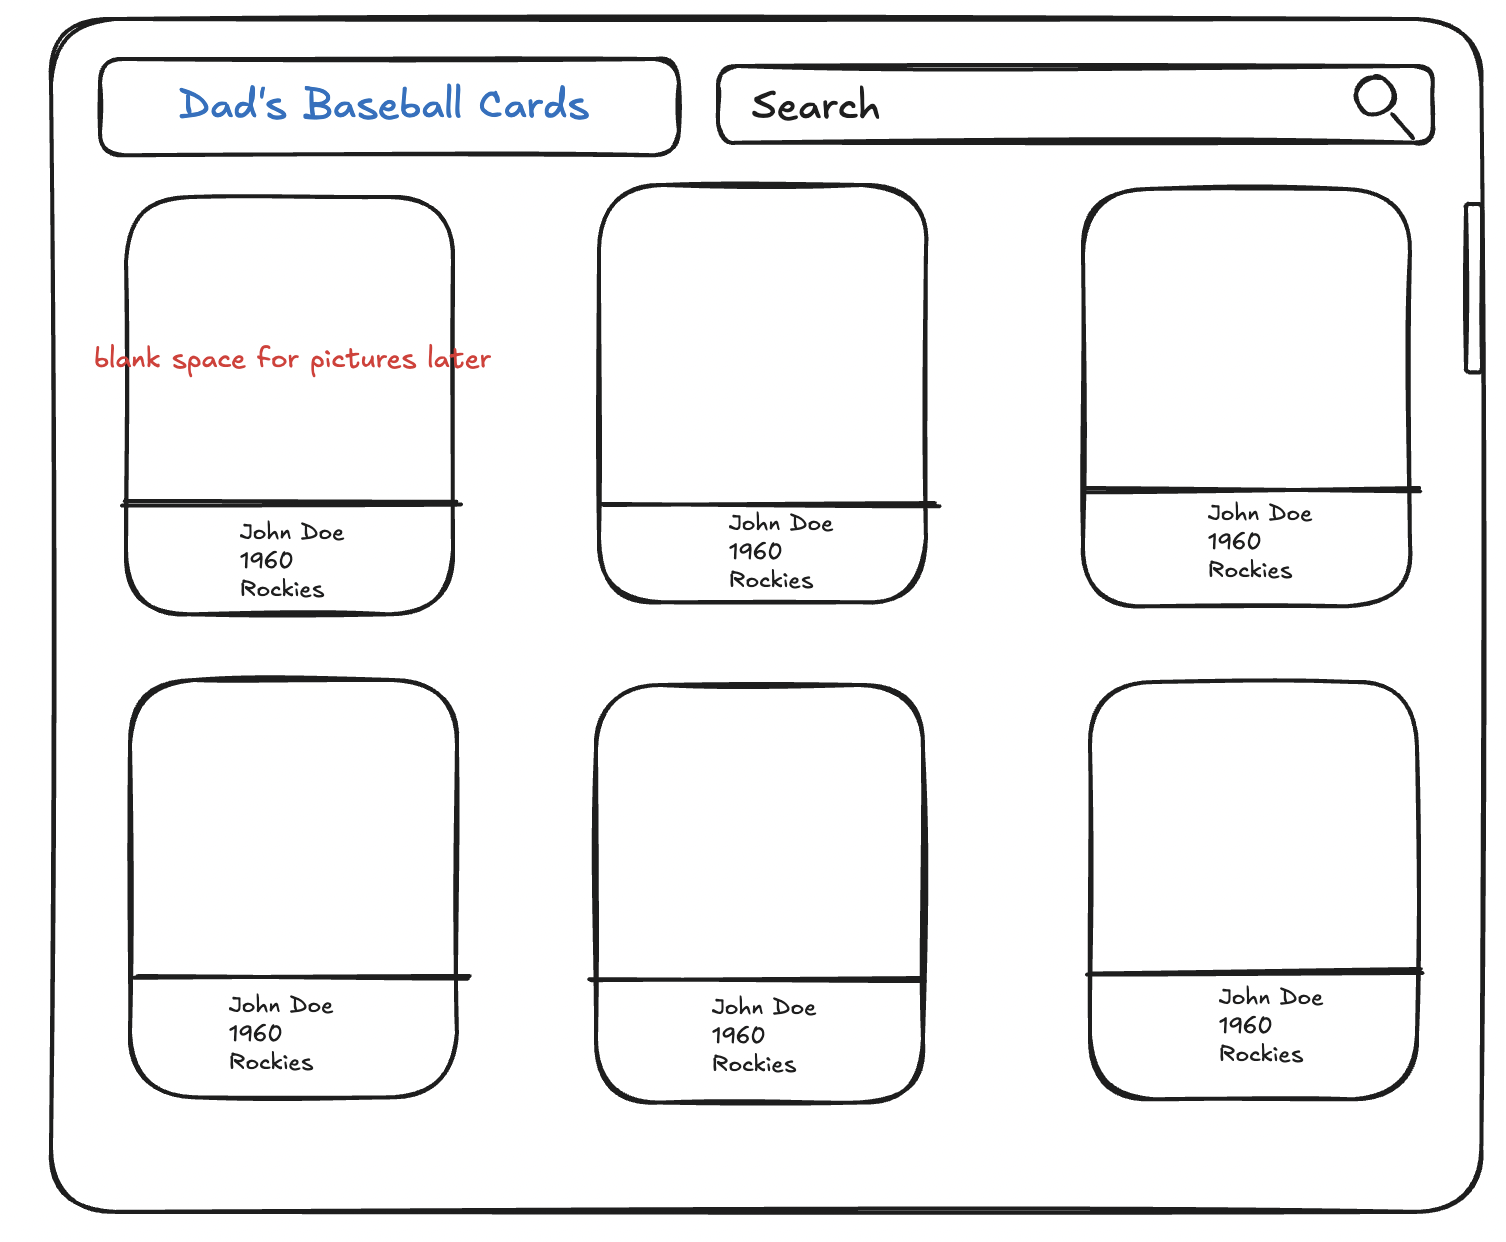 Dad's Baseball Cards
Search
blank space for pictures later
John Doe
1960
Rockies
John Doe
1960
Rockies
John Doe
1960
Rockies
John Doe
1960
Rockies
John Doe
1960
Rockies
John Doe
1960
Rockies